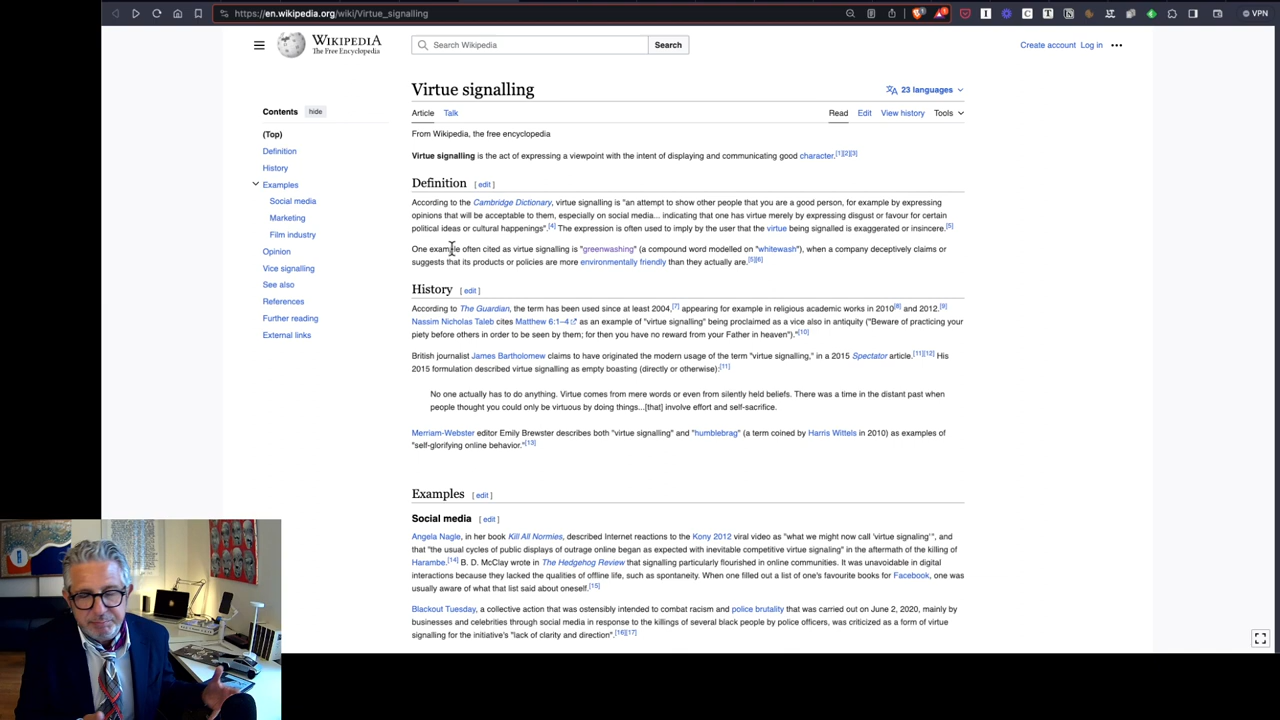 https://en.wikipedia.org/wiki/Virtue_signalling
VPN
WIKIPEDIA
The Free Encyclopedia
Search Wikipedia
Search
Create account Log in
Contents hide
(Top)
Definition
History
Examples
Social media
Marketing
Film industry
Opinion
Vice signalling
See also
References
Further reading
External links
Virtue signalling
23 languages
Article Talk
Read Edit View history Tools
From Wikipedia, the free encyclopedia
Virtue signalling is the act of expressing a viewpoint with the intent of displaying and communicating good character.[1][2][3]
Definition [ edit ]
According to the Cambridge Dictionary, virtue signalling is "an attempt to show other people that you are a good person, for example by expressing
opinions that will be acceptable to them, especially on social media... indicating that one has virtue merely by expressing disgust or favour for certain
political ideas or cultural happenings".[4] The expression is often used to imply by the user that the virtue being signalled is exaggerated or insincere.[5]
One example often cited as virtue signalling is "greenwashing" (a compound word modelled on "whitewash"), when a company deceptively claims or
suggests that its products or policies are more environmentally friendly than they actually are.[5][6]
History [ edit ]
According to The Guardian, the term has been used since at least 2004,[7] appearing for example in religious academic works in 2010[8] and 2012.[9]
Nassim Nicholas Taleb cites Matthew 6:1–4 as an example of "virtue signalling" being proclaimed as a vice also in antiquity ("Beware of practicing your
piety before others in order to be seen by them; for then you have no reward from your Father in heaven")."[10]
British journalist James Bartholomew claims to have originated the modern usage of the term "virtue signalling," in a 2015 Spectator article.[11][12] His
2015 formulation described virtue signalling as empty boasting (directly or otherwise):[11]
No one actually has to do anything. Virtue comes from mere words or even from silently held beliefs. There was a time in the distant past when
people thought you could only be virtuous by doing things...[that] involve effort and self-sacrifice.
Merriam-Webster editor Emily Brewster describes both "virtue signalling" and "humblebrag" (a term coined by Harris Wittels in 2010) as examples of
"self-glorifying online behavior."[13]
Examples [ edit ]
Social media [ edit ]
Angela Nagle, in her book Kill All Normies, described Internet reactions to the Kony 2012 viral video as "what we might now call 'virtue signaling'", and
that "the usual cycles of public displays of outrage online began as expected with inevitable competitive virtue signaling" in the aftermath of the killing of
Harambe.[14] B. D. McClay wrote in The Hedgehog Review that signalling particularly flourished in online communities. It was unavoidable in digital
interactions because they lacked the qualities of offline life, such as spontaneity. When one filled out a list of one's favourite books for Facebook, one was
usually aware of what that list said about oneself.[15]
Blackout Tuesday, a collective action that was ostensibly intended to combat racism and police brutality that was carried out on June 2, 2020, mainly by
businesses and celebrities through social media in response to the killings of several black people by police officers, was criticized as a form of virtue
signalling for the initiative's "lack of clarity and direction".[16][17]